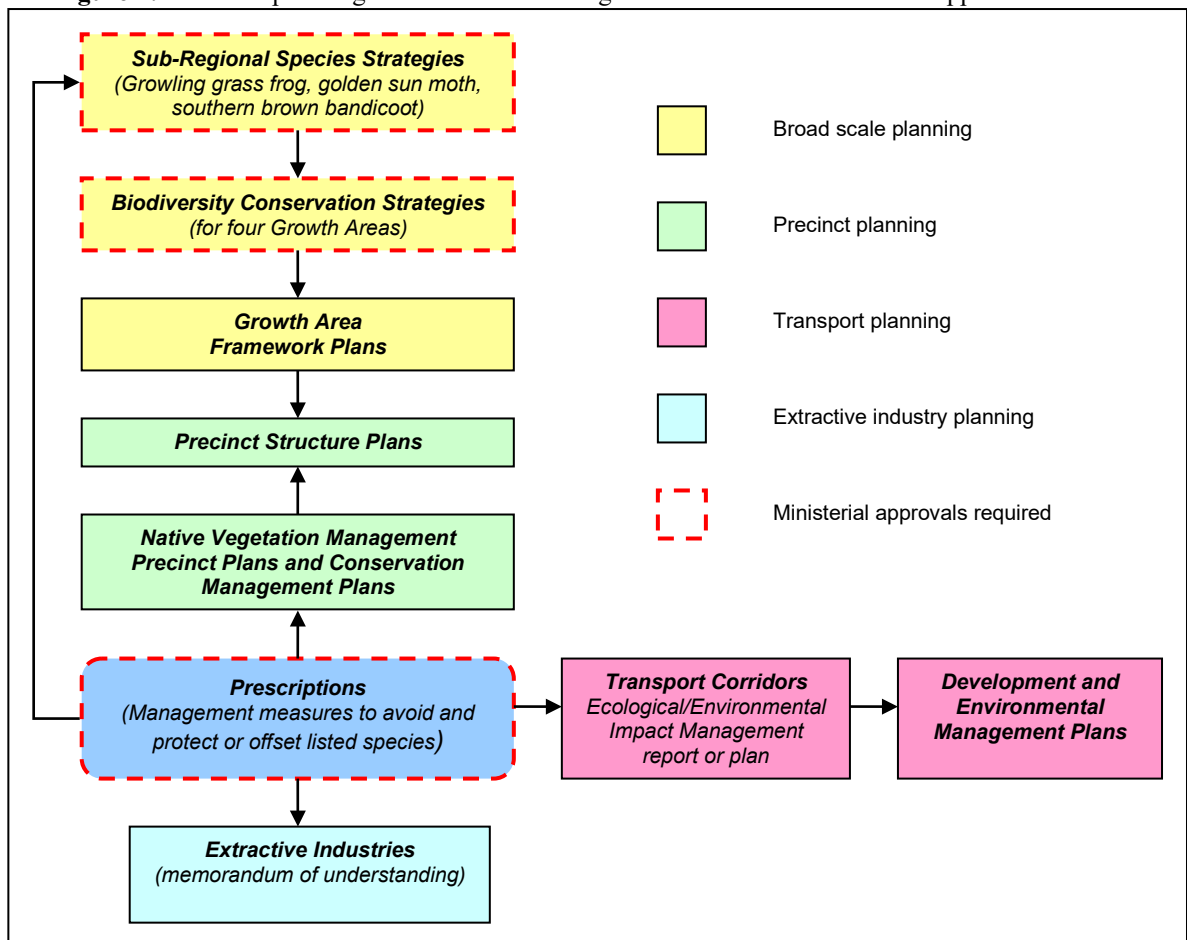 Sub-Regional Species Strategies
(Growling grass frog, golden sun moth,
southern brown bandicoot)
Biodiversity Conservation Strategies
(for four Growth Areas)
Growth Area
Framework Plans
Precinct Structure Plans
Native Vegetation Management
Precinct Plans and Conservation
Management Plans
Prescriptions
(Management measures to avoid and
protect or offset listed species)
Transport Corridors
Ecological/Environmental
Impact Management
report or plan
Development and
Environmental
Management Plans
Extractive Industries
(memorandum of understanding)
Broad scale planning
Precinct planning
Transport planning
Extractive industry planning
Ministerial approvals required